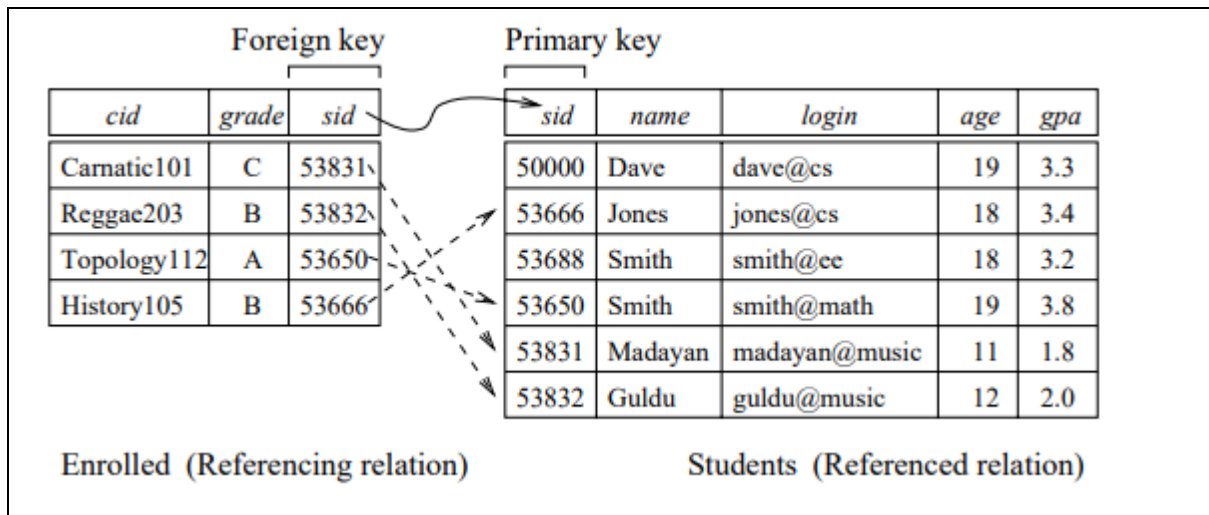 Foreign key Primary key
cid grade sid sid name login age gpa
Carnatic101 C 53831 50000 Dave dave@cs 19 3.3
Reggae203 B 53832 53666 Jones jones@cs 18 3.4
Topology112 A 53650 53688 Smith smith@ee 18 3.2
History105 B 53666 53650 Smith smith@math 19 3.8
53831 Madayan madayan@music 11 1.8
53832 Guldu guldu@music 12 2.0
Enrolled (Referencing relation) Students (Referenced relation)